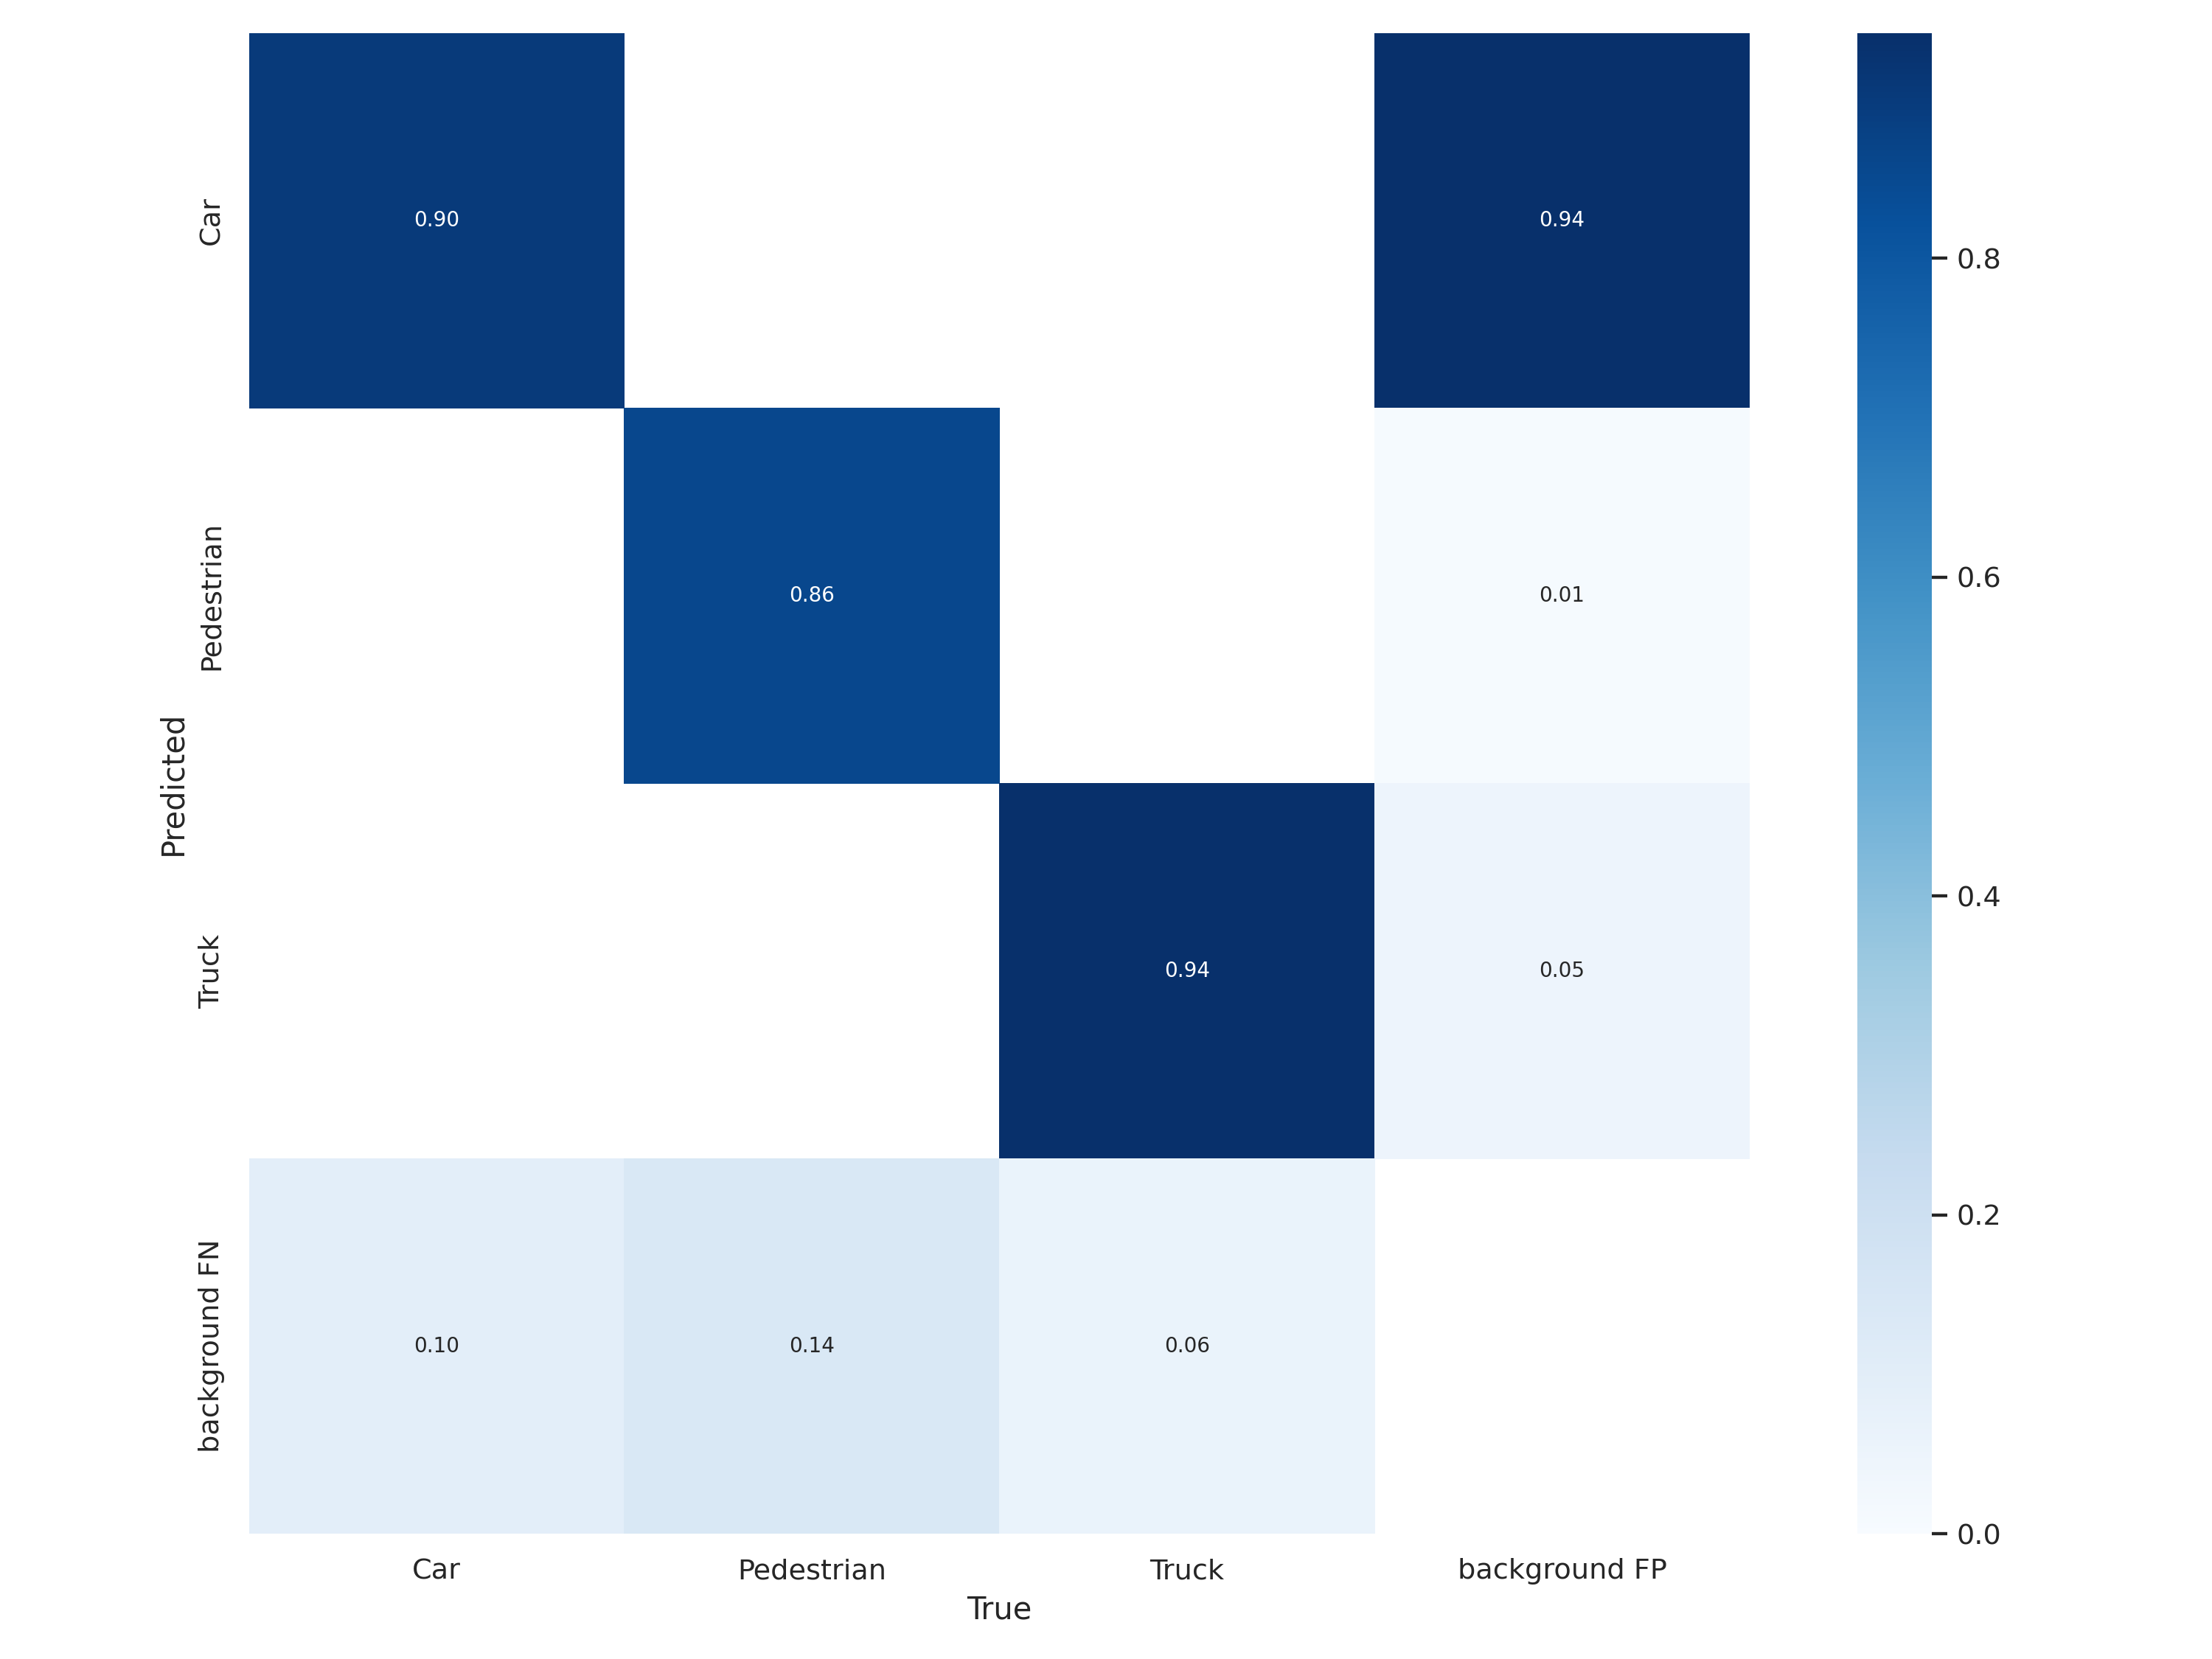 Car
0.90
0.94
0.8
Pedestrian
0.86
0.01
0.6
Predicted
Truck
0.94
0.05
0.4
background FN
0.10
0.14
0.06
0.2
0.0
Car
Pedestrian
Truck
background FP
True